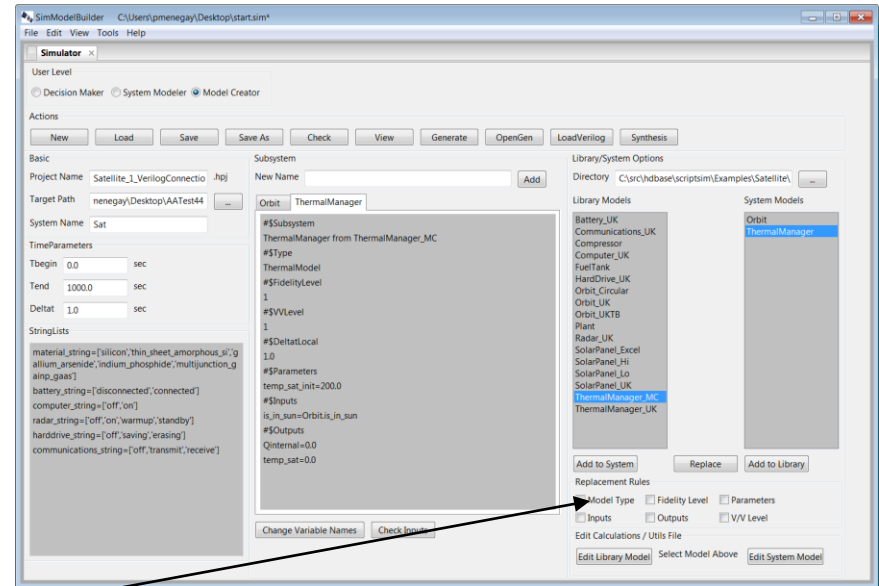 SimModelBuilder C:\Users\pmenegay\Desktop\start.sim*
File Edit View Tools Help
Simulator ×
User Level
Decision Maker System Modeler Model Creator
Actions
New Load Save Save As Check View Generate OpenGen LoadVerilog Synthesis
Basic
Project Name Satellite_1_VerilogConnectio .hpj
Target Path nenegay\Desktop\AATest44 ...
System Name Sat
TimeParameters
Tbegin 0.0 sec
Tend 1000.0 sec
Deltat 1.0 sec
StringLists
material_string=['silicon','thin_sheet_amorphous_si','g
allium_arsenide','indium_phosphide','multijunction_g
ainp_gaas']
battery_string=['disconnected','connected']
computer_string=['off','on']
radar_string=['off','on','warmup','standby']
harddrive_string=['off','saving','erasing']
communications_string=['off','transmit','receive']
Subsystem
New Name Add
Orbit ThermalManager
#$Subsystem
ThermalManager from ThermalManager_MC
#$Type
ThermalModel
#$FidelityLevel
1
#$VVLevel
1
#$DeltatLocal
1.0
#$Parameters
temp_sat_init=200.0
#$Inputs
is_in_sun=Orbit.is_in_sun
#$Outputs
Qinternal=0.0
temp_sat=0.0
Change Variable Names Check Inputs
Library/System Options
Directory C:\src\hdbase\scriptsim\Examples\Satellite\ ...
Library Models
Battery_UK
Communications_UK
Compressor
Computer_UK
FuelTank
HardDrive_UK
Orbit_Circular
Orbit_UK
Orbit_UKTB
Plant
Radar_UK
SolarPanel_Excel
SolarPanel_Hi
SolarPanel_Lo
SolarPanel_UK
ThermalManager_MC
ThermalManager_UK
System Models
Orbit
ThermalManager
Add to System Replace Add to Library
Replacement Rules
Model Type Fidelity Level Parameters
Inputs Outputs V/V Level
Edit Calculations / Utils File
Edit Library Model Select Model Above Edit System Model